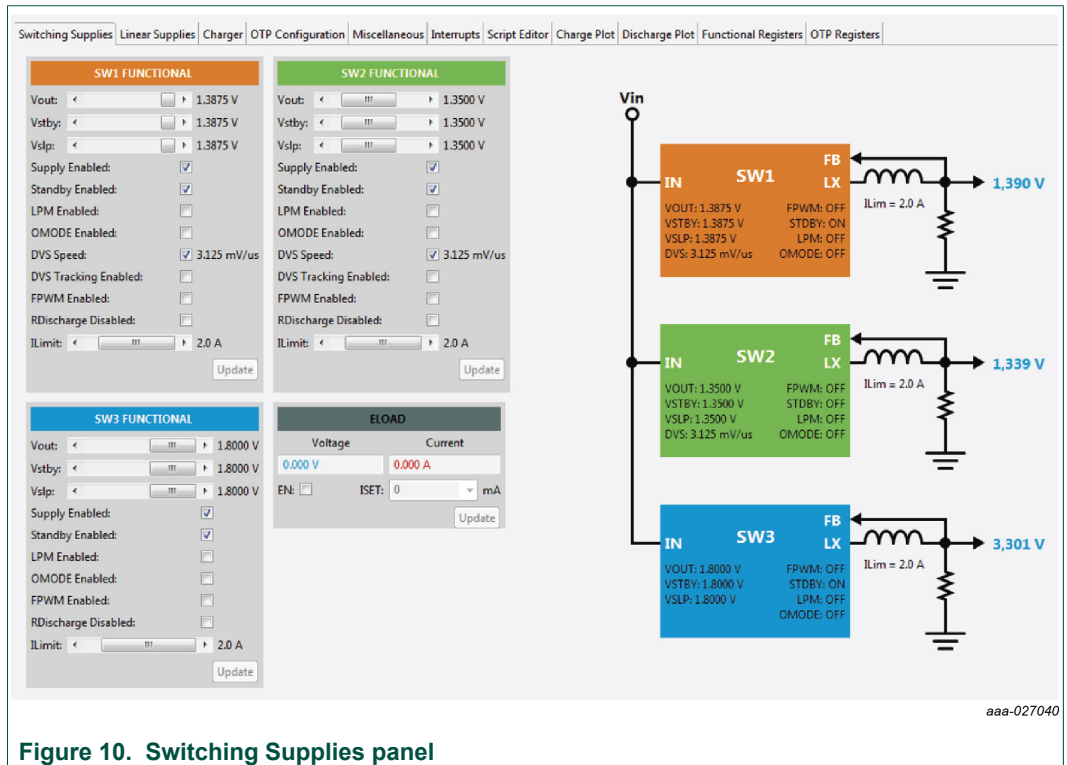 Switching Supplies Linear Supplies Charger OTP Configuration Miscellaneous Interrupts Script Editor Charge Plot Discharge Plot Functional Registers OTP Registers
SW1 FUNCTIONAL
Vout: 1.3875 V
Vstby: 1.3875 V
Vslp: 1.3875 V
Supply Enabled:
Standby Enabled:
LPM Enabled:
OMODE Enabled:
DVS Speed: 3.125 mV/us
DVS Tracking Enabled:
FPWM Enabled:
RDischarge Disabled:
ILimit: 2.0 A
Update
SW2 FUNCTIONAL
Vout: 1.3500 V
Vstby: 1.3500 V
Vslp: 1.3500 V
Supply Enabled:
Standby Enabled:
LPM Enabled:
OMODE Enabled:
DVS Speed: 3.125 mV/us
DVS Tracking Enabled:
FPWM Enabled:
RDischarge Disabled:
ILimit: 2.0 A
Update
SW3 FUNCTIONAL
Vout: 1.8000 V
Vstby: 1.8000 V
Vslp: 1.8000 V
Supply Enabled:
Standby Enabled:
LPM Enabled:
OMODE Enabled:
FPWM Enabled:
RDischarge Disabled:
ILimit: 2.0 A
Update
ELOAD
Voltage Current
0.000 V 0.000 A
EN: ISET: 0 mA
Update
Vin
FB
IN SW1 LX
1,390 V
ILim = 2.0 A
VOUT: 1.3875 V FPWM: OFF
VSTBY: 1.3875 V STDBY: ON
VSLP: 1.3875 V LPM: OFF
DVS: 3.125 mV/us OMODE: OFF
FB
IN SW2 LX
1,339 V
ILim = 2.0 A
VOUT: 1.3500 V FPWM: OFF
VSTBY: 1.3500 V STDBY: OFF
VSLP: 1.3500 V LPM: OFF
DVS: 3.125 mV/us OMODE: OFF
FB
IN SW3 LX
3,301 V
ILim = 2.0 A
VOUT: 1.8000 V FPWM: OFF
VSTBY: 1.8000 V STDBY: ON
VSLP: 1.8000 V LPM: OFF
OMODE: OFF
aaa-027040
Figure 10. Switching Supplies panel